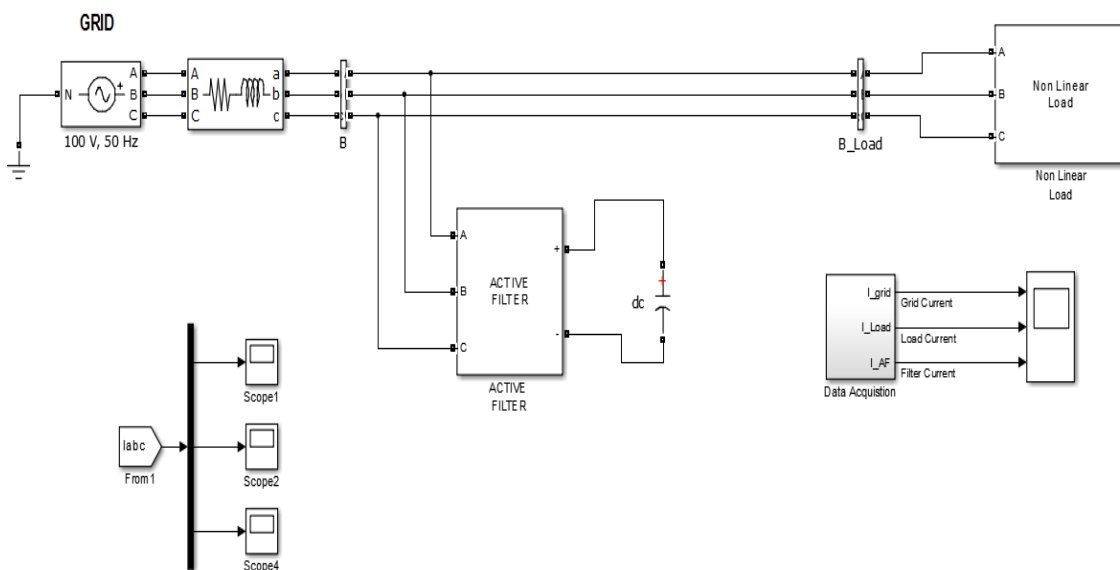 GRID
N
A
B
C
A
B
C
a
b
c
100 V, 50 Hz
B
B_Load
A
B
C
Non Linear
Load
Non Linear
Load
A
B
C
ACTIVE
FILTER
+
-
ACTIVE
FILTER
+
dc
I_grid
I_Load
I_AF
Grid Current
Load Current
Filter Current
Data Acquistion
Iabc
From1
Scope1
Scope2
Scope4